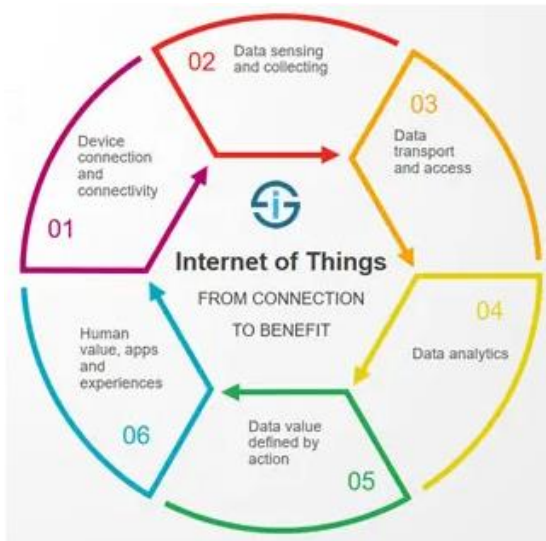 Internet of Things
FROM CONNECTION
TO BENEFIT
01
Device
connection
and
connectivity
02
Data sensing
and collecting
03
Data
transport
and access
04
Data analytics
05
Data value
defined by
action
06
Human
value, apps
and
experiences